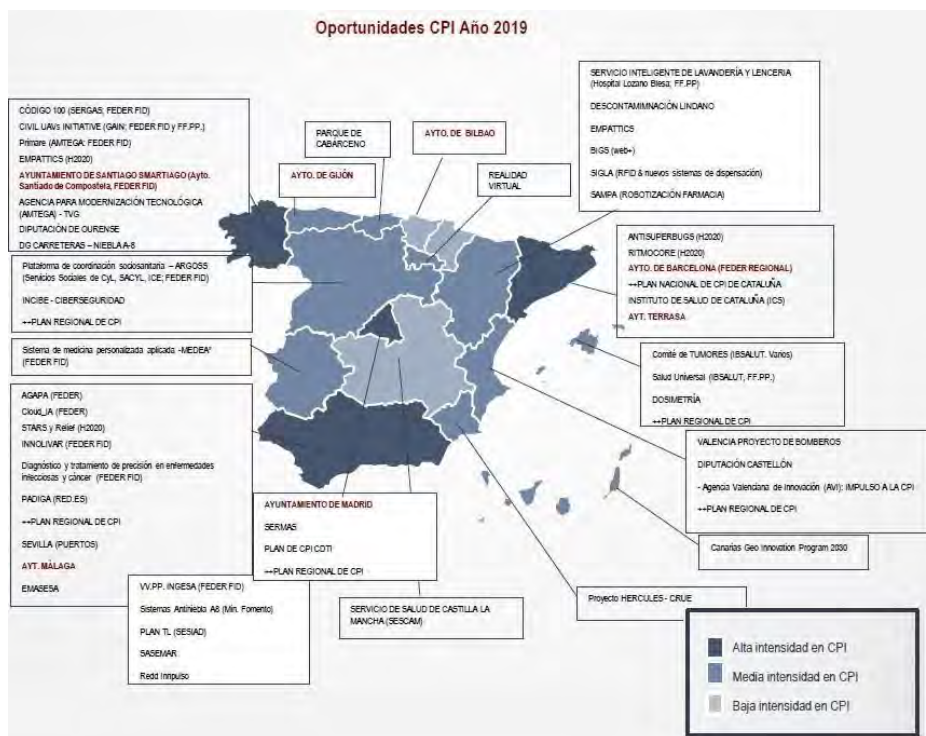 Oportunidades CPI Año 2019
CÓDIGO 100 (SERGAS; FEDER FID)
CIVIL UAVs INITIATIVE (GAIN; FEDER FID y FF.PP.)
Primare (AMTEGA: FEDER FID)
EMPATTICS (H2020)
AYUNTAMIENTO DE SANTIAGO SMARTIAGO (Ayto.
Santiado de Compostela, FEDER FID)
AGENCIA PARA MODERNIZACIÓN TECNOLÓGICA
(AMTEGA) - TVG
DIPUTACIÓN DE OURENSE
DG CARRETERAS – NIEBLA A-8
PARQUE DE
CABARCENO
AYTO. DE GIJÓN
AYTO. DE BILBAO
REALIDAD
VIRTUAL
SERVICIO INTELIGENTE DE LAVANDERÍA Y LENCERIA
(Hospital Lozano Blesa; FF.PP)
DESCONTAMIMNACIÓN LINDANO
EMPATTICS
BIGS (web+)
SIGLA (RFID & nuevos sistemas de dispensación)
SAMPA (ROBOTIZACIÓN FARMACIA)
Plataforma de coordinación sociosanitaria – ARGOSS
(Servicios Sociales de CyL, SACYL, ICE; FEDER FID)
INCIBE - CIBERSEGURIDAD
++PLAN REGIONAL DE CPI
ANTISUPERBUGS (H2020)
RITMOCORE (H2020)
AYTO. DE BARCELONA (FEDER REGIONAL)
++PLAN NACIONAL DE CPI DE CATALUÑA
INSTITUTO DE SALUD DE CATALUÑA (ICS)
AYT. TERRASA
Sistema de medicina personalizada aplicada -MEDEA*
(FEDER FID)
Comité de TUMORES (IBSALUT. Varios)
Salud Universal (IBSALUT, FF.PP.)
DOSIMETRÍA
++PLAN REGIONAL DE CPI
AGAPA (FEDER)
Cloud_IA (FEDER)
STARS y Relief (H2020)
INNOLIVAR (FEDER FID)
Diagnóstico y tratamiento de precisión en enfermedades
infecciosas y cáncer (FEDER FID)
PADIGA (RED.ES)
++PLAN REGIONAL DE CPI
SEVILLA (PUERTOS)
AYT. MÁLAGA
EMASESA
VALENCIA PROYECTO DE BOMBEROS
DIPUTACIÓN CASTELLÓN
- Agencia Valenciana de Innovación (AVI): IMPULSO A LA CPI
++PLAN REGIONAL DE CPI
AYUNTAMIENTO DE MADRID
SERMAS
PLAN DE CPI CDTI
++PLAN REGIONAL DE CPI
Canarias Geo Innovation Program 2030
VV.PP. INGESA (FEDER FID)
Sistemas Antiniebla A8 (Min. Fomento)
PLAN TL (SESIAD)
SASEMAR
Redd Innpulso
SERVICIO DE SALUD DE CASTILLA LA
MANCHA (SESCAM)
Proyecto HERCULES - CRUE
Alta intensidad en CPI
Media intensidad en CPI
Baja intensidad en CPI